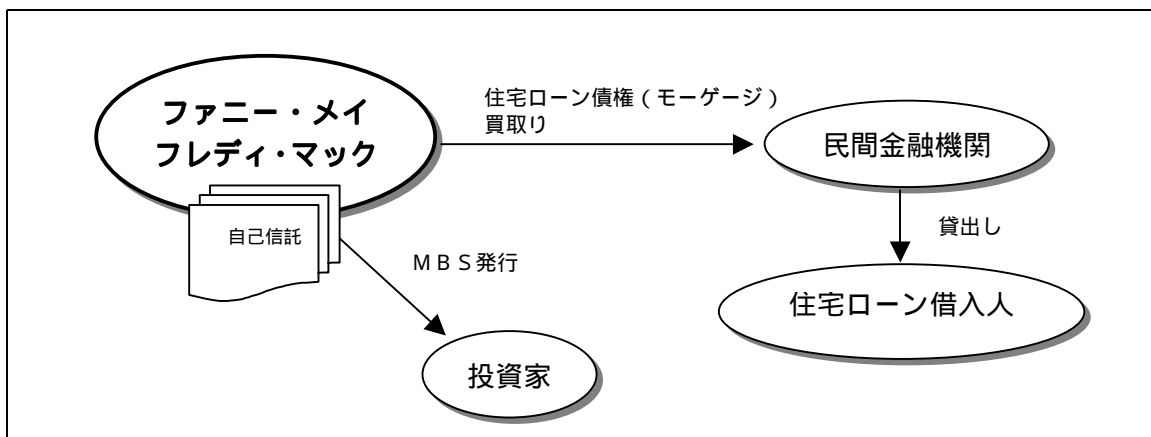 ファニー・メイ
フレディ・マック
住宅ローン債権（モーゲージ）
買取り
民間金融機関
自己信託
貸出し
ＭＢＳ発行
住宅ローン借入人
投資家